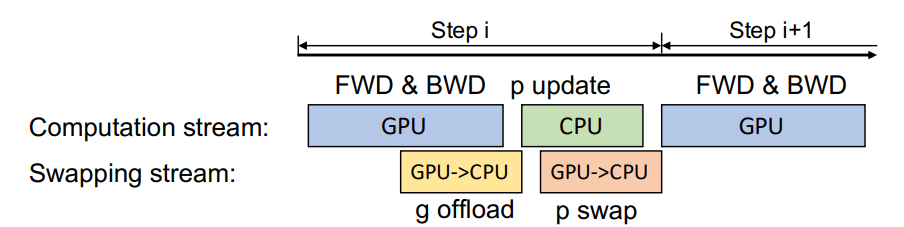 Step i Step i+1
FWD & BWD p update FWD & BWD
Computation stream: GPU CPU GPU
Swapping stream: GPU->CPU GPU->CPU
g offload p swap